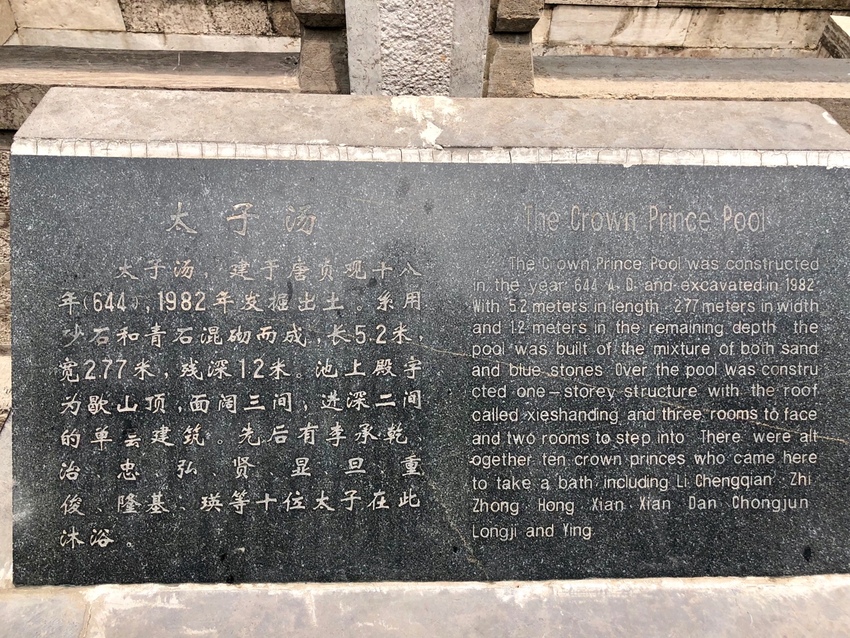 太子汤
太子汤，建于唐贞观十八
年(644)，1982年发掘出土。系用
沙石和青石混砌而成，长5.2米，
宽2.77米，残深1.2米。池上殿宇
为歇山顶，面阔三间，进深二间
的单云建筑。先后有李承乾、
治、忠、弘、贤、显、旦、重
俊、隆基、瑛等十位太子在此
沐浴。
The Crown Prince Pool
The Crown Prince Pool was constructed
in the year 644 A. D. and excavated in 1982
With 5.2 meters in length 2.77 meters in width
and 1.2 meters in the remaining depth the
pool was built of the mixture of both sand
and blue stones Over the pool was constru
cted one-storey structure with the roof
called xieshanding and three rooms to face
and two rooms to step into There were alt
ogether ten crown princes who came here
to take a bath including Li Chengqian Zhi
Zhong Hong Xian Xian Dan Chongjun
Longji and Ying